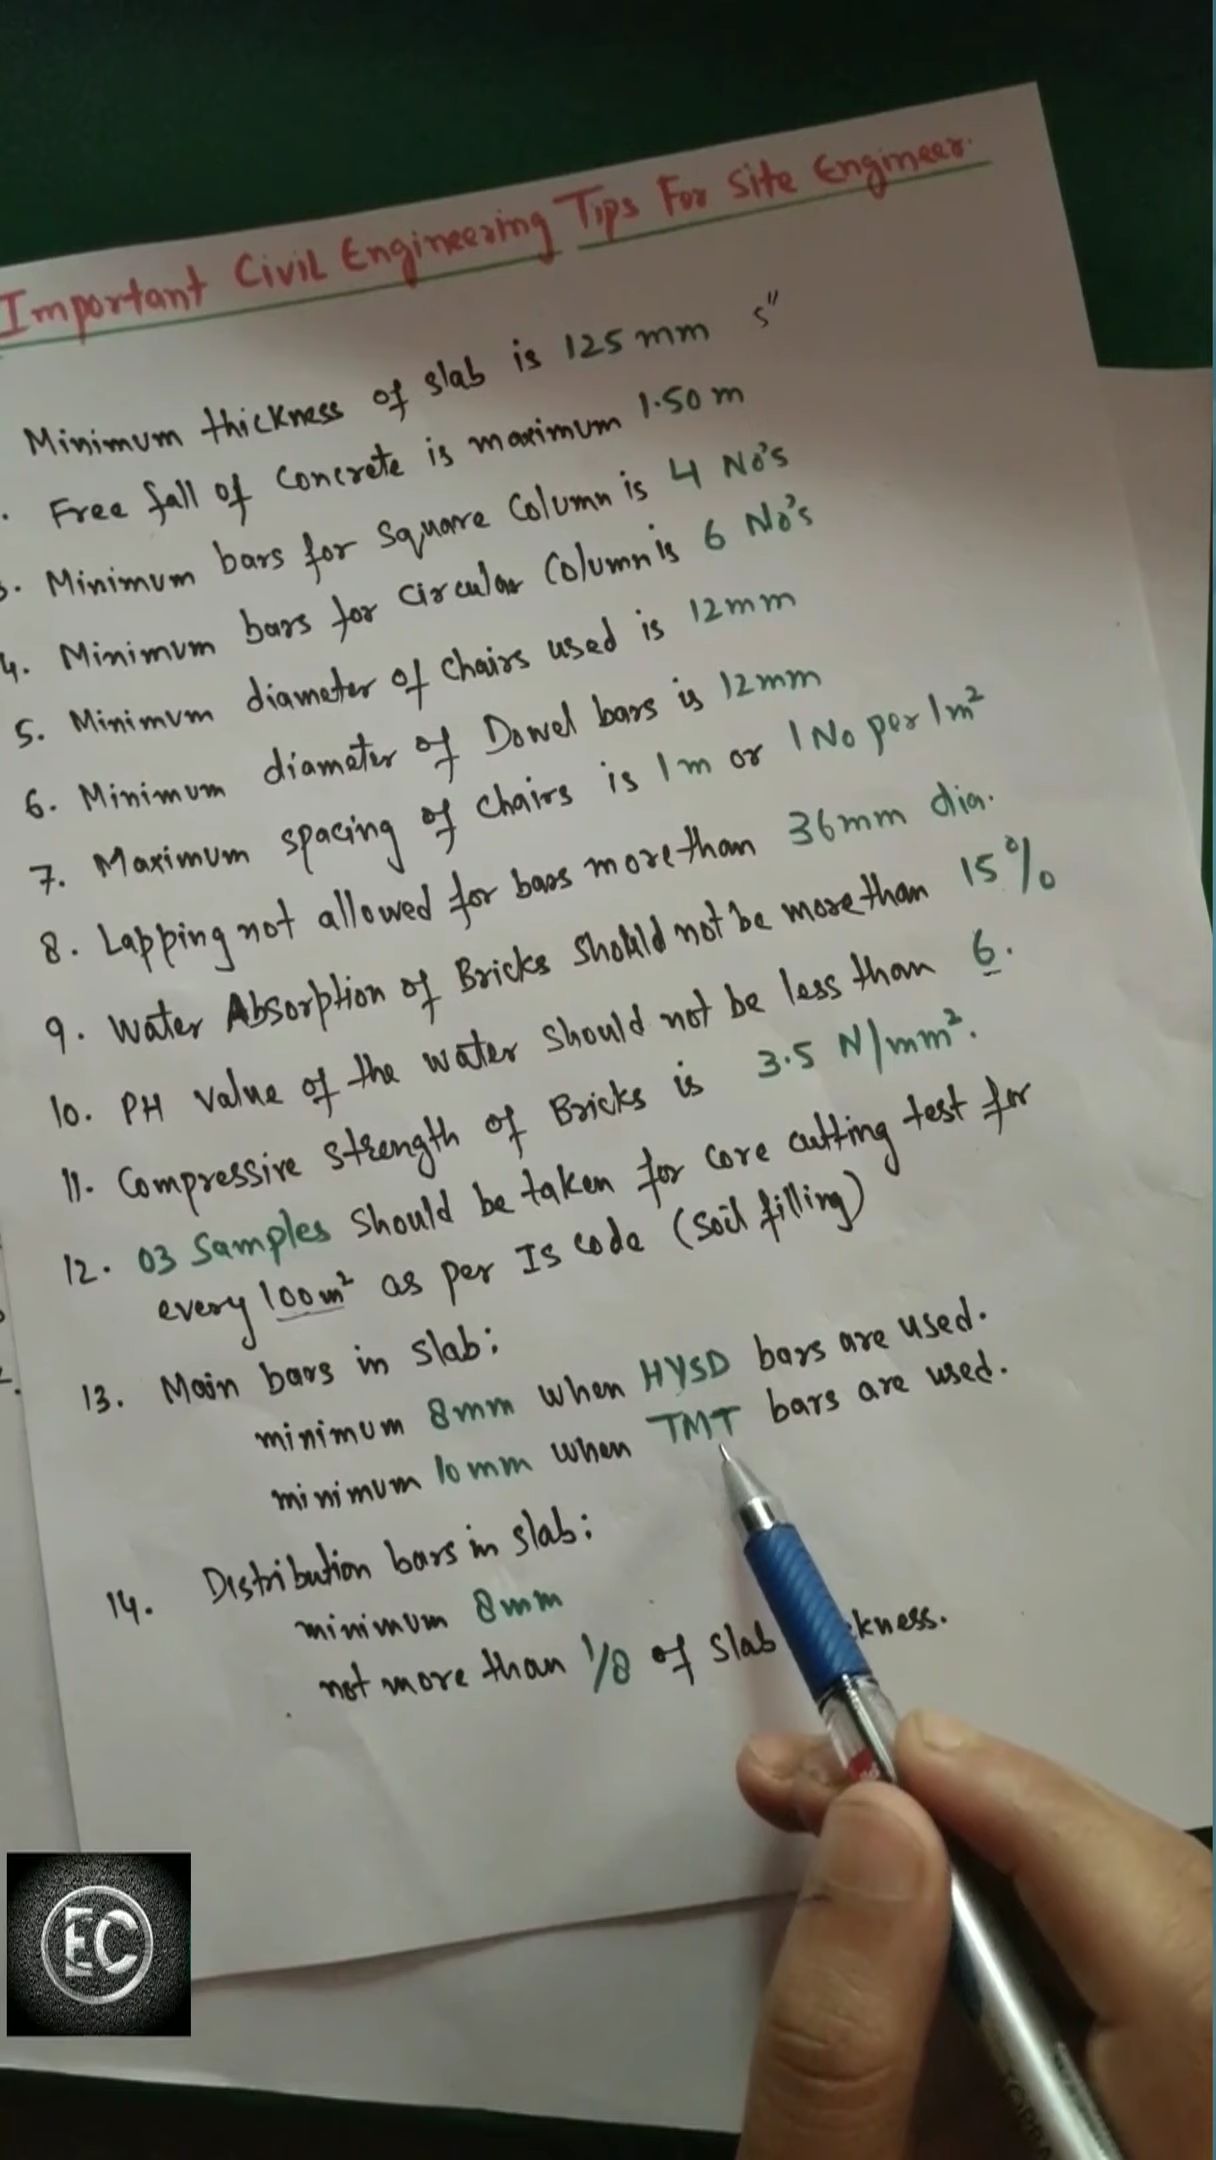 Important Civil Engineering Tips For Site Engineer.
Minimum thickness of slab is 125 mm 5"
. Free fall of concrete is maximum 1.50 m
3. Minimum bars for square Column is 4 No's
4. Minimum bars for circular Column is 6 No's
5. Minimum diameter of chairs used is 12mm
6. Minimum diameter of Dowel bars is 12mm
7. Maximum spacing of chairs is 1m or 1 No per 1m²
8. Lapping not allowed for bars more than 36mm dia.
9. Water Absorption of Bricks should not be more than 15%
10. PH value of the water should not be less than 6.
11. Compressive strength of Bricks is 3.5 N/mm².
12. 03 Samples should be taken for core cutting test for
every 100m² as per IS code (soil filling)
13. Main bars in slab:
minimum 8mm when HYSD bars are used.
minimum 10mm when TMT bars are used.
14. Distribution bars in slab:
minimum 8mm
not more than 1/8 of slab kness.
EC